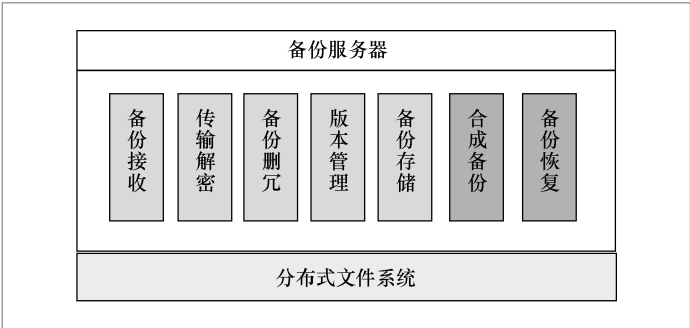 备份服务器
备份接收
传输解密
备份删冗
版本管理
备份存储
合成备份
备份恢复
分布式文件系统